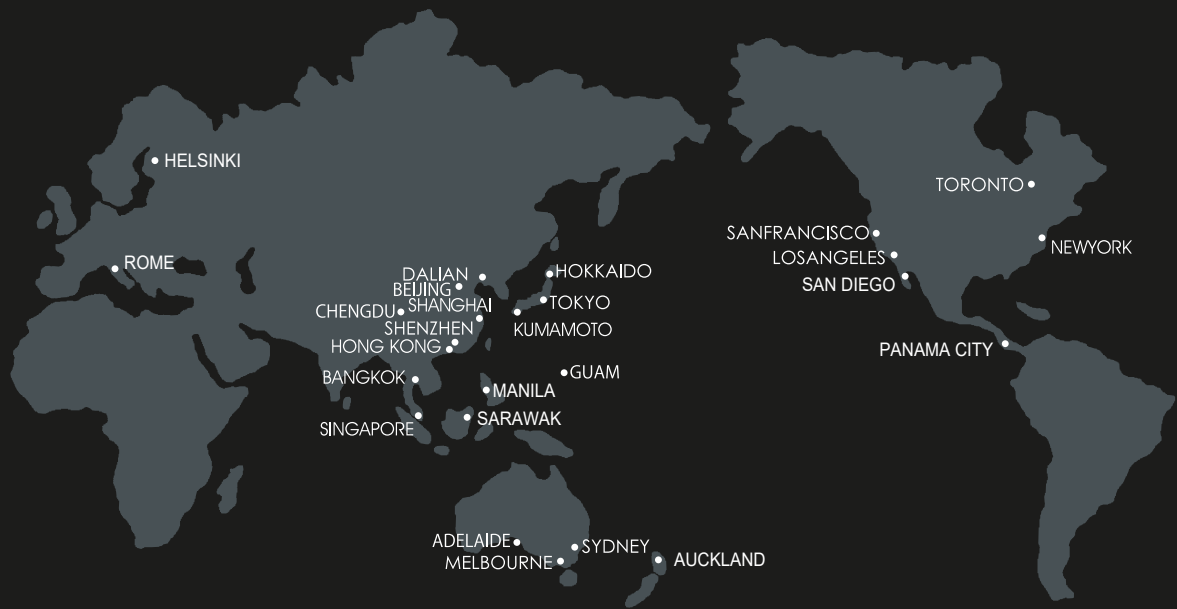 HELSINKI
TORONTO
SANFRANCISCO
NEWYORK
LOSANGELES
ROME
DALIAN
HOKKAIDO
SAN DIEGO
BEIJING
SHANGHAI
TOKYO
CHENGDU
SHENZHEN
KUMAMOTO
HONG KONG
PANAMA CITY
BANGKOK
GUAM
MANILA
SARAWAK
SINGAPORE
ADELAIDE
SYDNEY
MELBOURNE
AUCKLAND